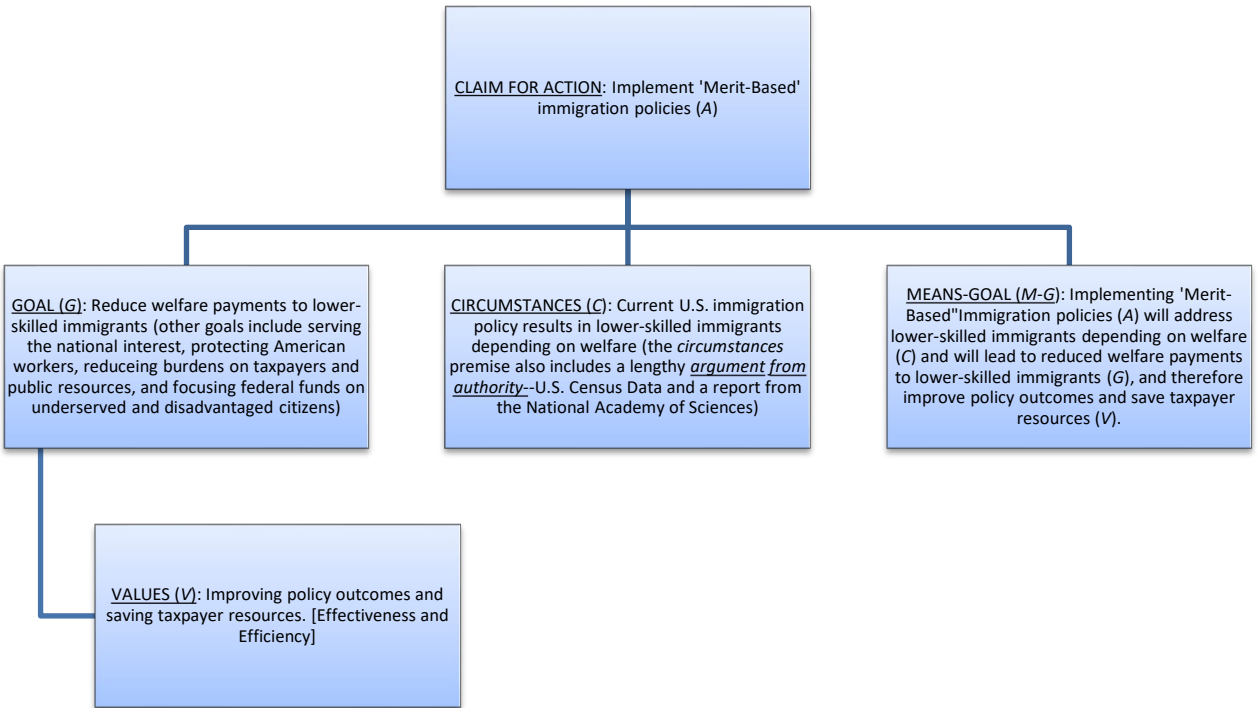 CLAIM FOR ACTION: Implement 'Merit-Based'
immigration policies (A)
GOAL (G): Reduce welfare payments to lower-
skilled immigrants (other goals include serving
the national interest, protecting American
workers, reduceing burdens on taxpayers and
public resources, and focusing federal funds on
underserved and disadvantaged citizens)
CIRCUMSTANCES (C): Current U.S. immigration
policy results in lower-skilled immigrants
depending on welfare (the circumstances
premise also includes a lengthy argument from
authority--U.S. Census Data and a report from
the National Academy of Sciences)
MEANS-GOAL (M-G): Implementing 'Merit-
Based"Immigration policies (A) will address
lower-skilled immigrants depending on welfare
(C) and will lead to reduced welfare payments
to lower-skilled immigrants (G), and therefore
improve policy outcomes and save taxpayer
resources (V).
VALUES (V): Improving policy outcomes and
saving taxpayer resources. [Effectiveness and
Efficiency]